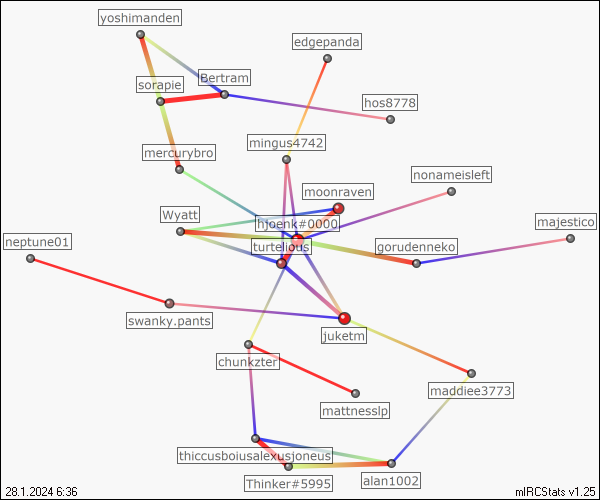 yoshimanden
edgepanda
Bertram
sorapie
hos8778
mingus4742
mercurybro
nonameisleft
moonraven
Wyatt
hjoenk#0000
majestico
neptune01
turtelious
gorudenneko
swanky.pants
juketm
chunkzter
maddiee3773
mattnesslp
thiccusboiusalexusjoneus
Thinker#5995
alan1002
28.1.2024 6:36
mIRCStats v1.25